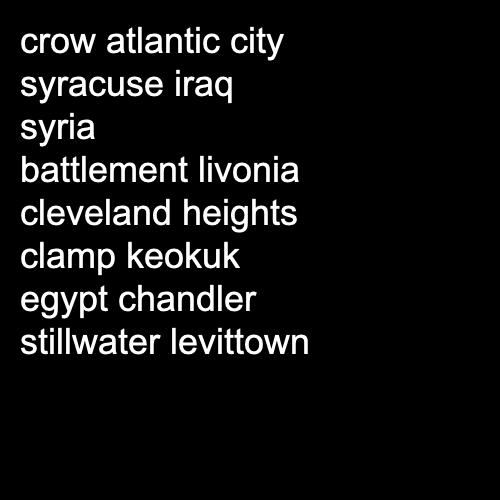 crow atlantic city
syracuse iraq
syria
battlement livonia
cleveland heights
clamp keokuk
egypt chandler
stillwater levittown